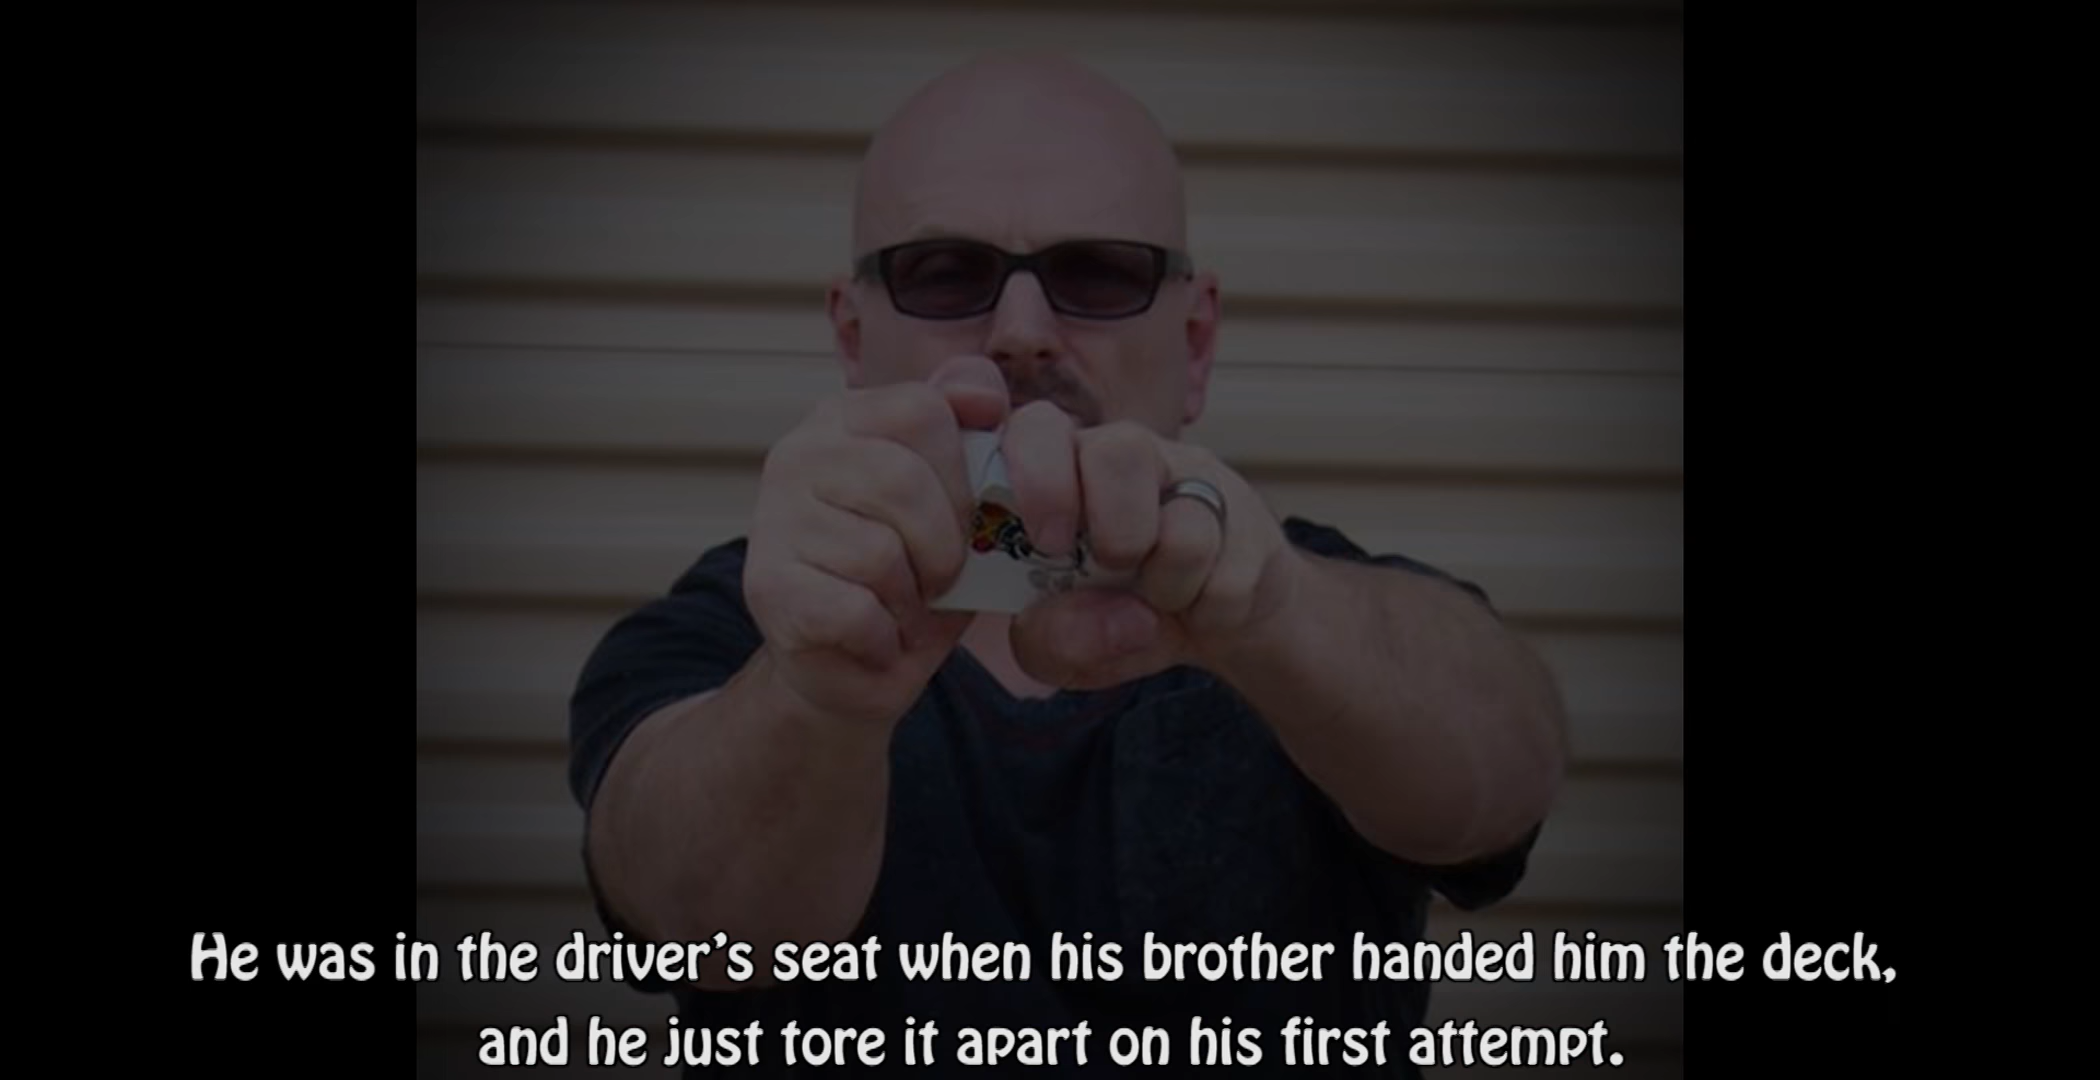 He was in the driver's seat when his brother handed him the deck,
and he just tore it apart on his first attempt.